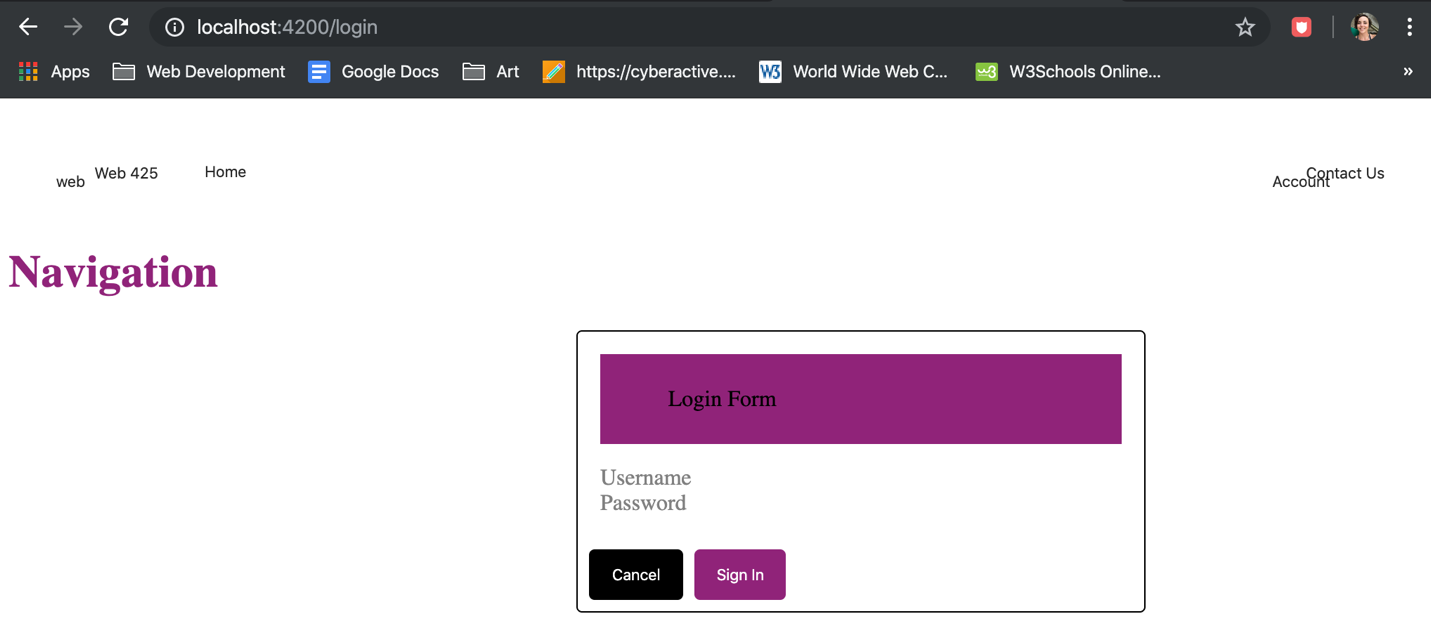 localhost:4200/login
Apps Web Development Google Docs Art https://cyberactive.... World Wide Web C... W3Schools Online... »
web Web 425 Home Account Contact Us
Navigation
Login Form
Username
Password
Cancel Sign In